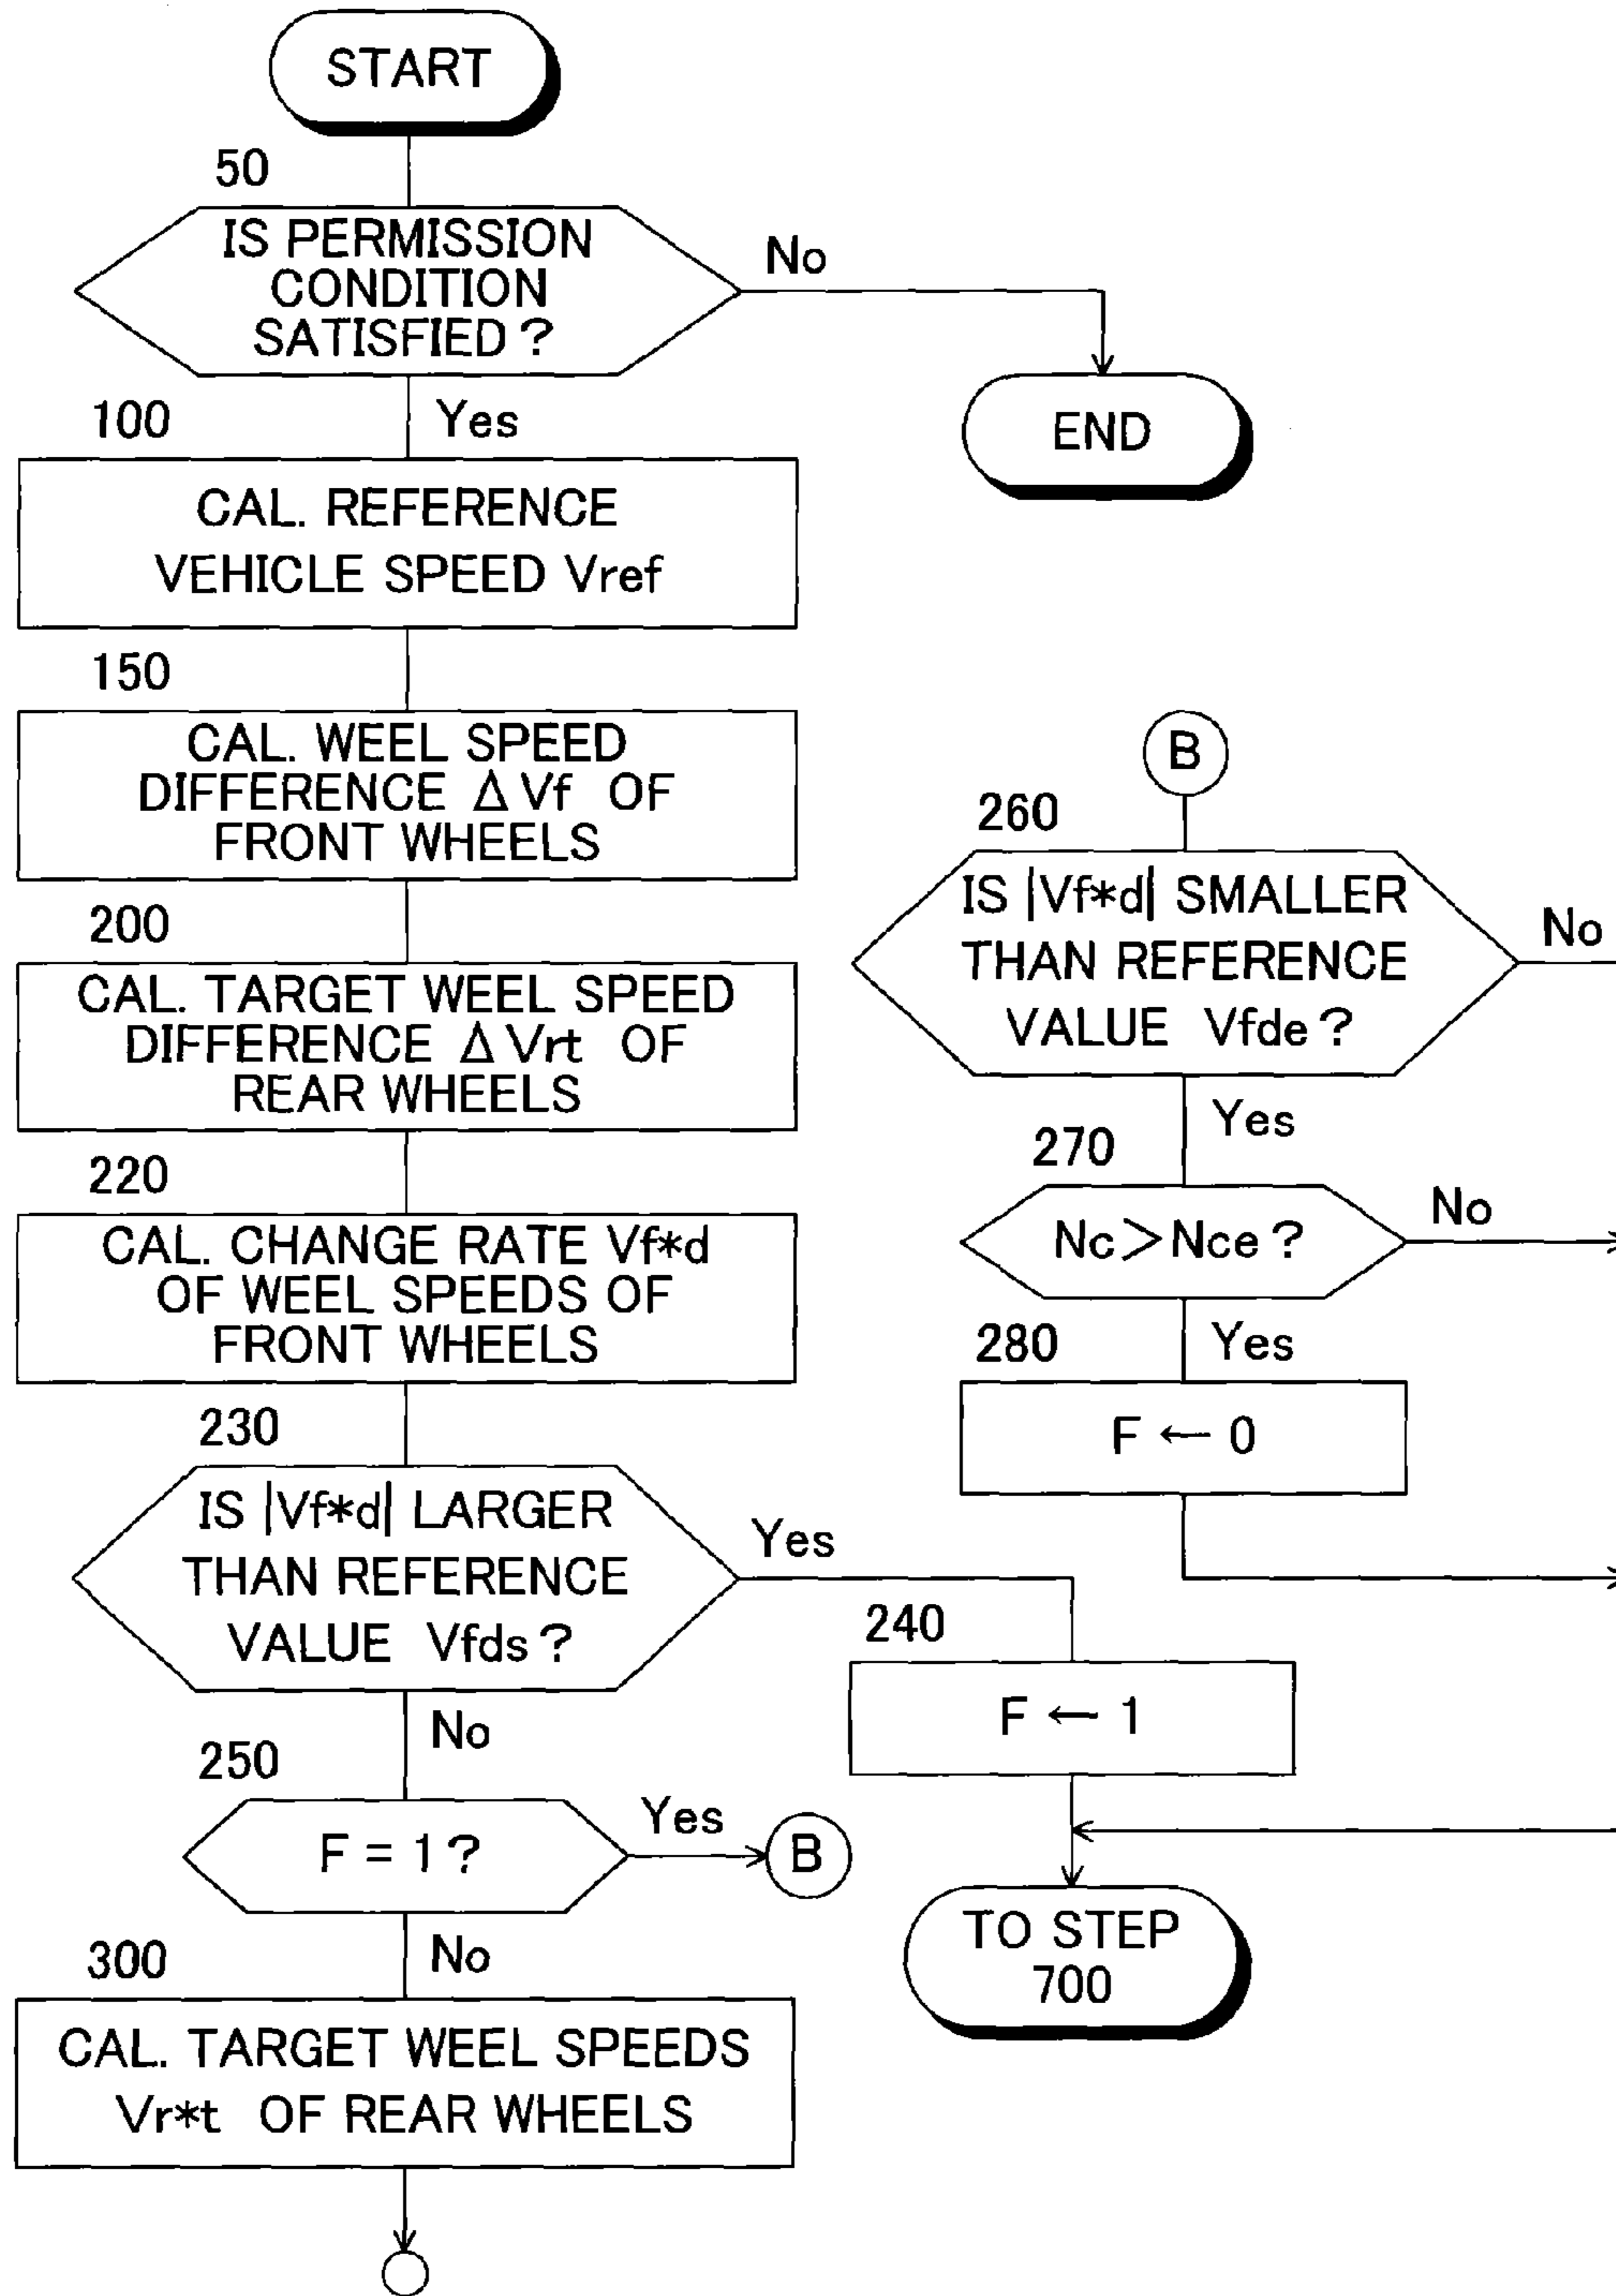 START
50
IS PERMISSION
CONDITION
SATISFIED ?
No
END
Yes
100
CAL. REFERENCE
VEHICLE SPEED Vref
150
CAL. WEEL SPEED
DIFFERENCE Δ Vf OF
FRONT WHEELS
200
CAL. TARGET WEEL SPEED
DIFFERENCE Δ Vrt OF
REAR WHEELS
220
CAL. CHANGE RATE Vf*d
OF WEEL SPEEDS OF
FRONT WHEELS
230
IS |Vf*d| LARGER
THAN REFERENCE
VALUE Vfds ?
Yes
240
F ← 1
No
250
F = 1 ?
Yes
B
No
300
CAL. TARGET WEEL SPEEDS
Vr*t OF REAR WHEELS
B
260
IS |Vf*d| SMALLER
THAN REFERENCE
VALUE Vfde ?
No
Yes
270
Nc > Nce ?
No
Yes
280
F ← 0
TO STEP
700